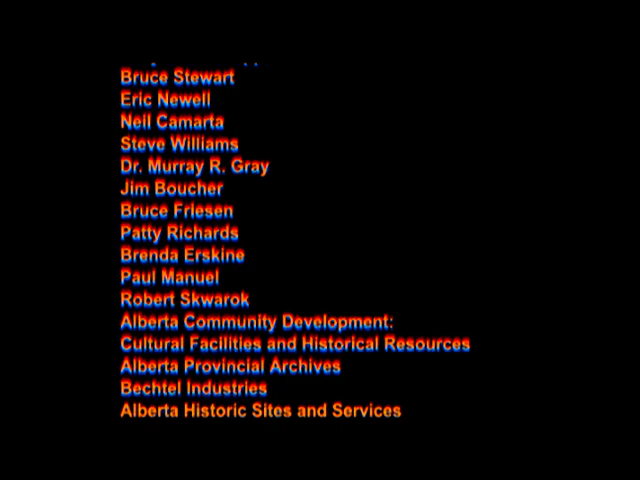 Bruce Stewart
Eric Newell
Neil Camarta
Steve Williams
Dr. Murray R. Gray
Jim Boucher
Bruce Friesen
Patty Richards
Brenda Erskine
Paul Manuel
Robert Skwarok
Alberta Community Development:
Cultural Facilities and Historical Resources
Alberta Provincial Archives
Bechtel Industries
Alberta Historic Sites and Services